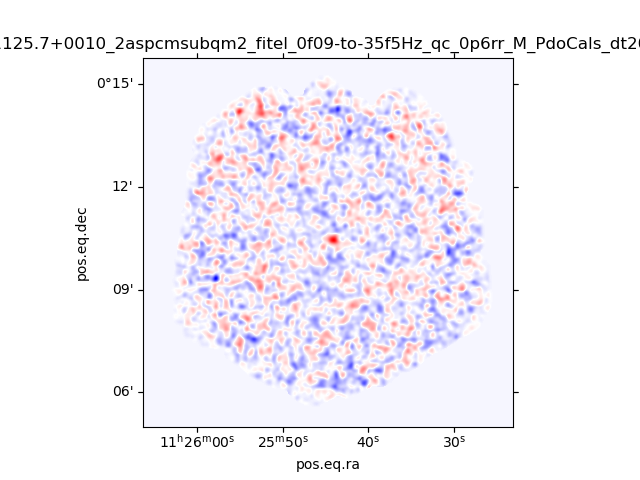 1125.7+0010_2aspcmsubqm2_fitel_0f09-to-35f5Hz_qc_0p6rr_M_PdoCals_dt20
0°15'
12'
09'
06'
pos.eq.dec
11h26m00s 25m50s 40s 30s
pos.eq.ra